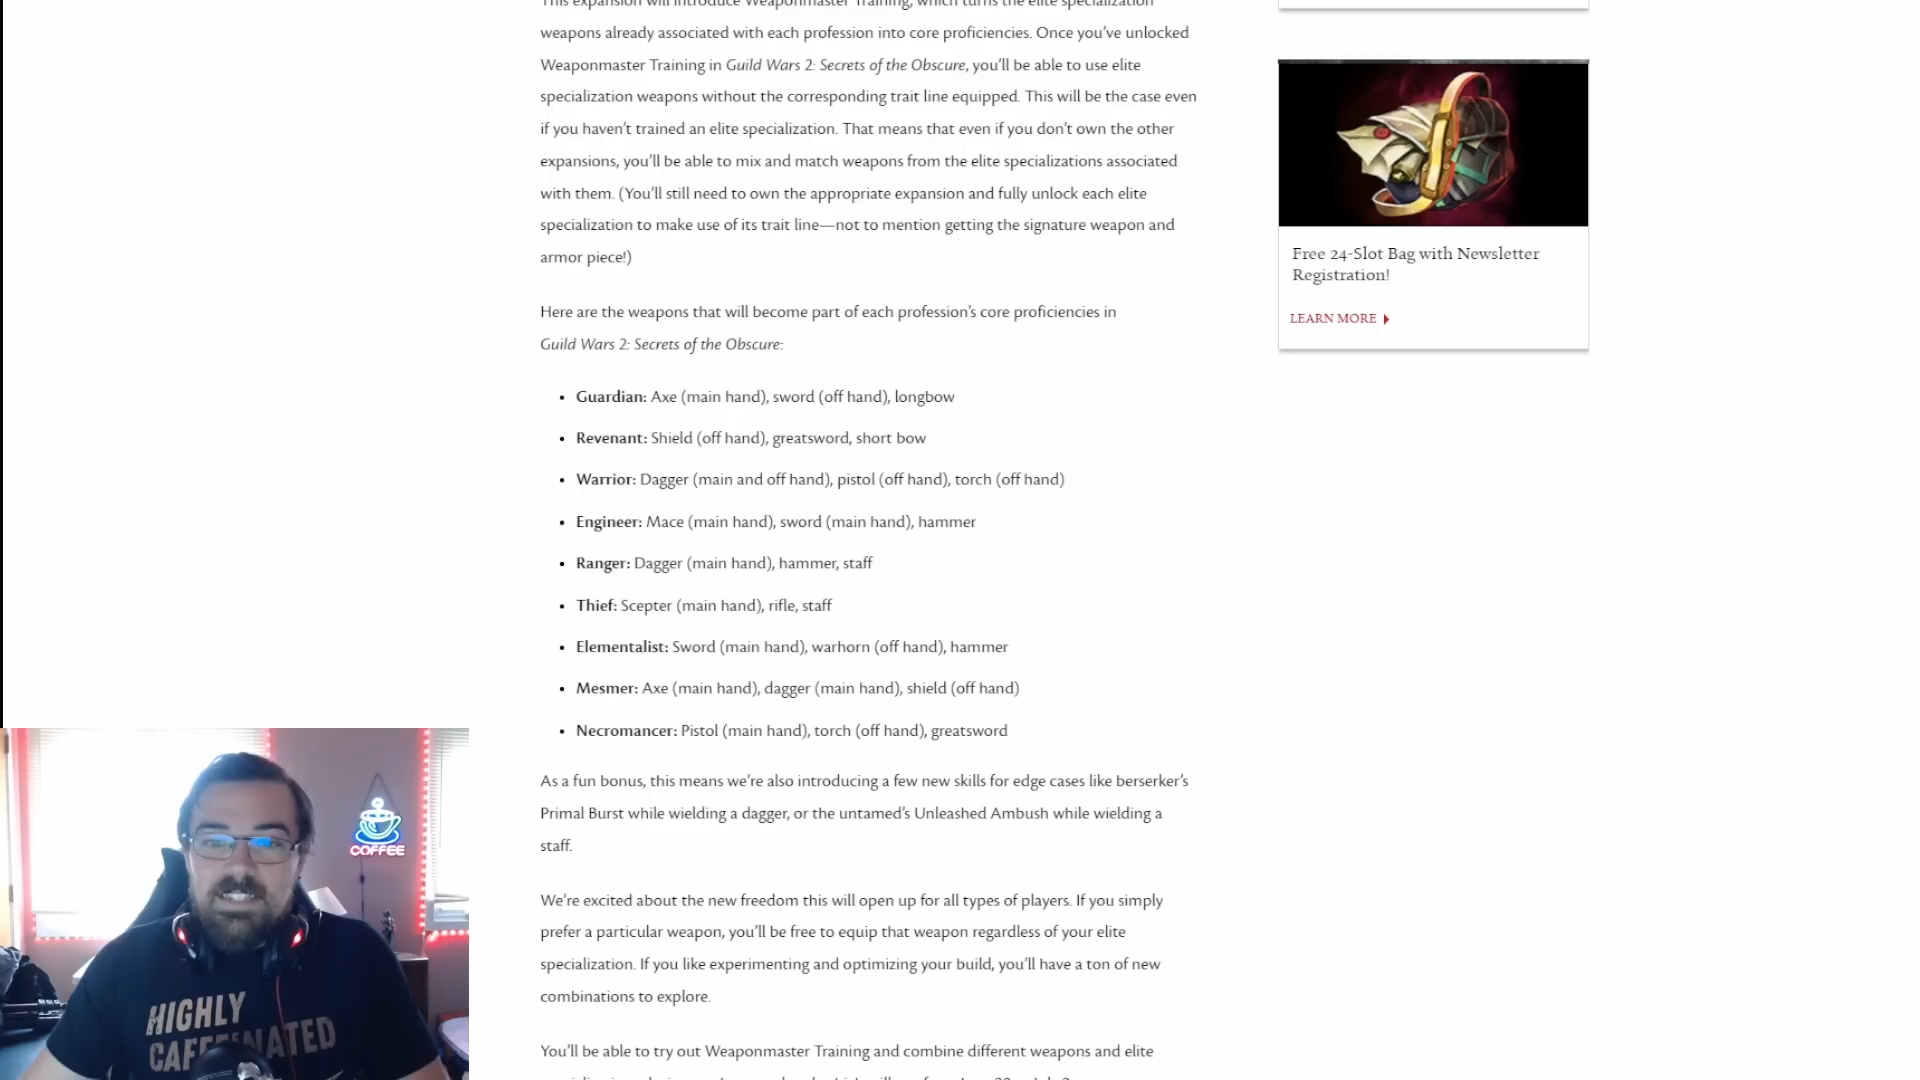 This expansion will introduce Weaponmaster Training, which turns the elite specialization
weapons already associated with each profession into core proficiencies. Once you’ve unlocked
Weaponmaster Training in Guild Wars 2: Secrets of the Obscure, you’ll be able to use elite
specialization weapons without the corresponding trait line equipped. This will be the case even
if you haven’t trained an elite specialization. That means that even if you don’t own the other
expansions, you’ll be able to mix and match weapons from the elite specializations associated
with them. (You’ll still need to own the appropriate expansion and fully unlock each elite
specialization to make use of its trait line—not to mention getting the signature weapon and
armor piece!)
Here are the weapons that will become part of each profession’s core proficiencies in
Guild Wars 2: Secrets of the Obscure:
• Guardian: Axe (main hand), sword (off hand), longbow
• Revenant: Shield (off hand), greatsword, short bow
• Warrior: Dagger (main and off hand), pistol (off hand), torch (off hand)
• Engineer: Mace (main hand), sword (main hand), hammer
• Ranger: Dagger (main hand), hammer, staff
• Thief: Scepter (main hand), rifle, staff
• Elementalist: Sword (main hand), warhorn (off hand), hammer
• Mesmer: Axe (main hand), dagger (main hand), shield (off hand)
• Necromancer: Pistol (main hand), torch (off hand), greatsword
As a fun bonus, this means we’re also introducing a few new skills for edge cases like berserker’s
Primal Burst while wielding a dagger, or the untamed’s Unleashed Ambush while wielding a
staff.
We’re excited about the new freedom this will open up for all types of players. If you simply
prefer a particular weapon, you’ll be free to equip that weapon regardless of your elite
specialization. If you like experimenting and optimizing your build, you’ll have a ton of new
combinations to explore.
You’ll be able to try out Weaponmaster Training and combine different weapons and elite
Free 24-Slot Bag with Newsletter
Registration!
LEARN MORE
COFFEE
HIGHLY
CAFFEINATED